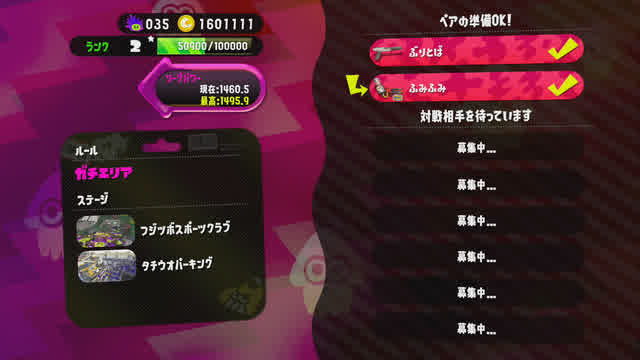 035 1601111
ランク 2 ★ 50900/100000
リーグパワー
現在:1460.5
最高:1495.9
ルール
ガチエリア
ステージ
フジツボスポーツクラブ
タチウオパーキング
ペアの準備OK!
ぷりとば
ふみふみ
対戦相手を待っています
募集中...
募集中...
募集中...
募集中...
募集中...
募集中...